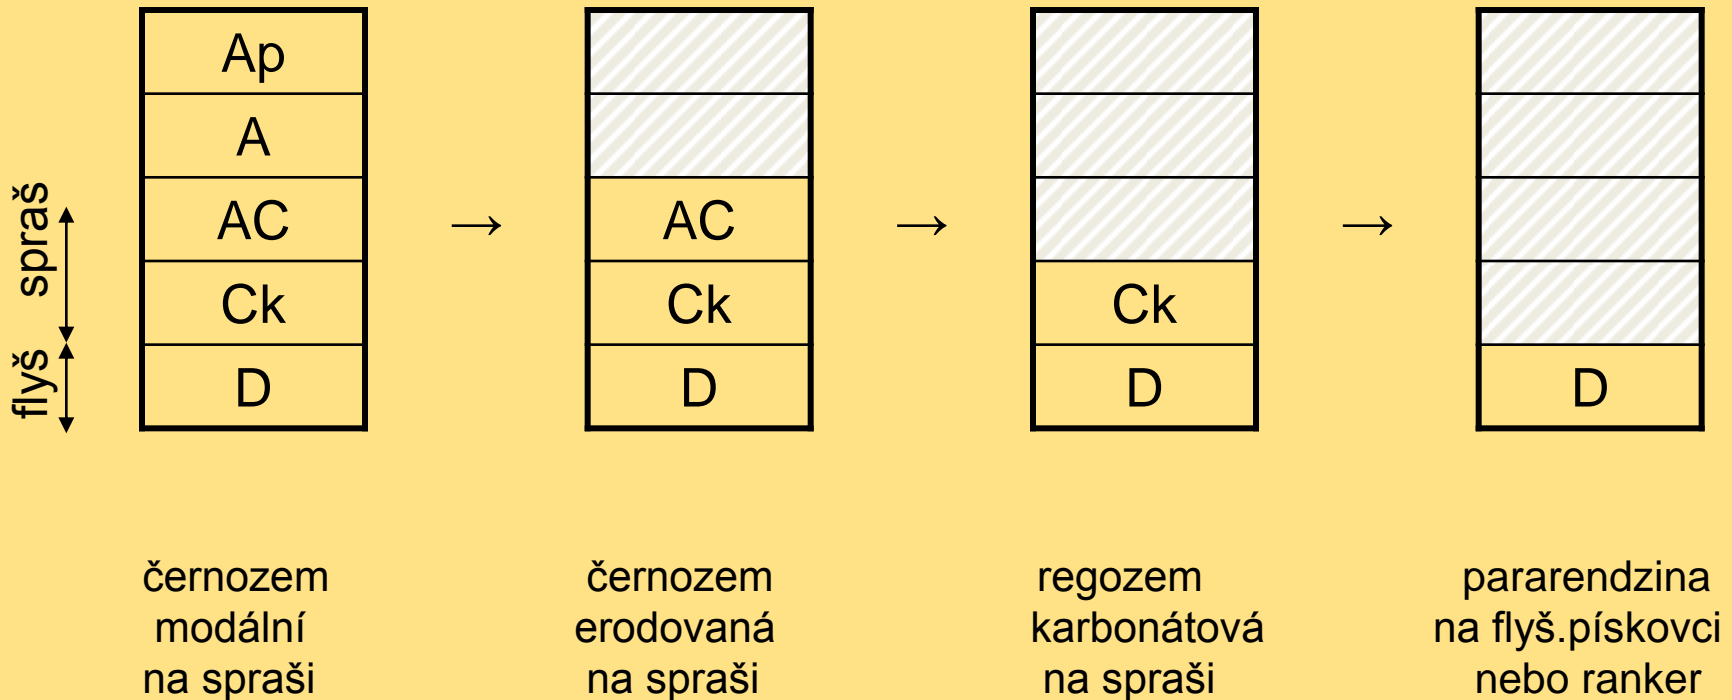 Ap
A
AC
Ck
D
spraš
flyš
→
AC
Ck
D
→
Ck
D
→
D
černozem
modální
na spraši
černozem
erodovaná
na spraši
regozem
karbonátová
na spraši
pararendzina
na flyš.pískovci
nebo ranker